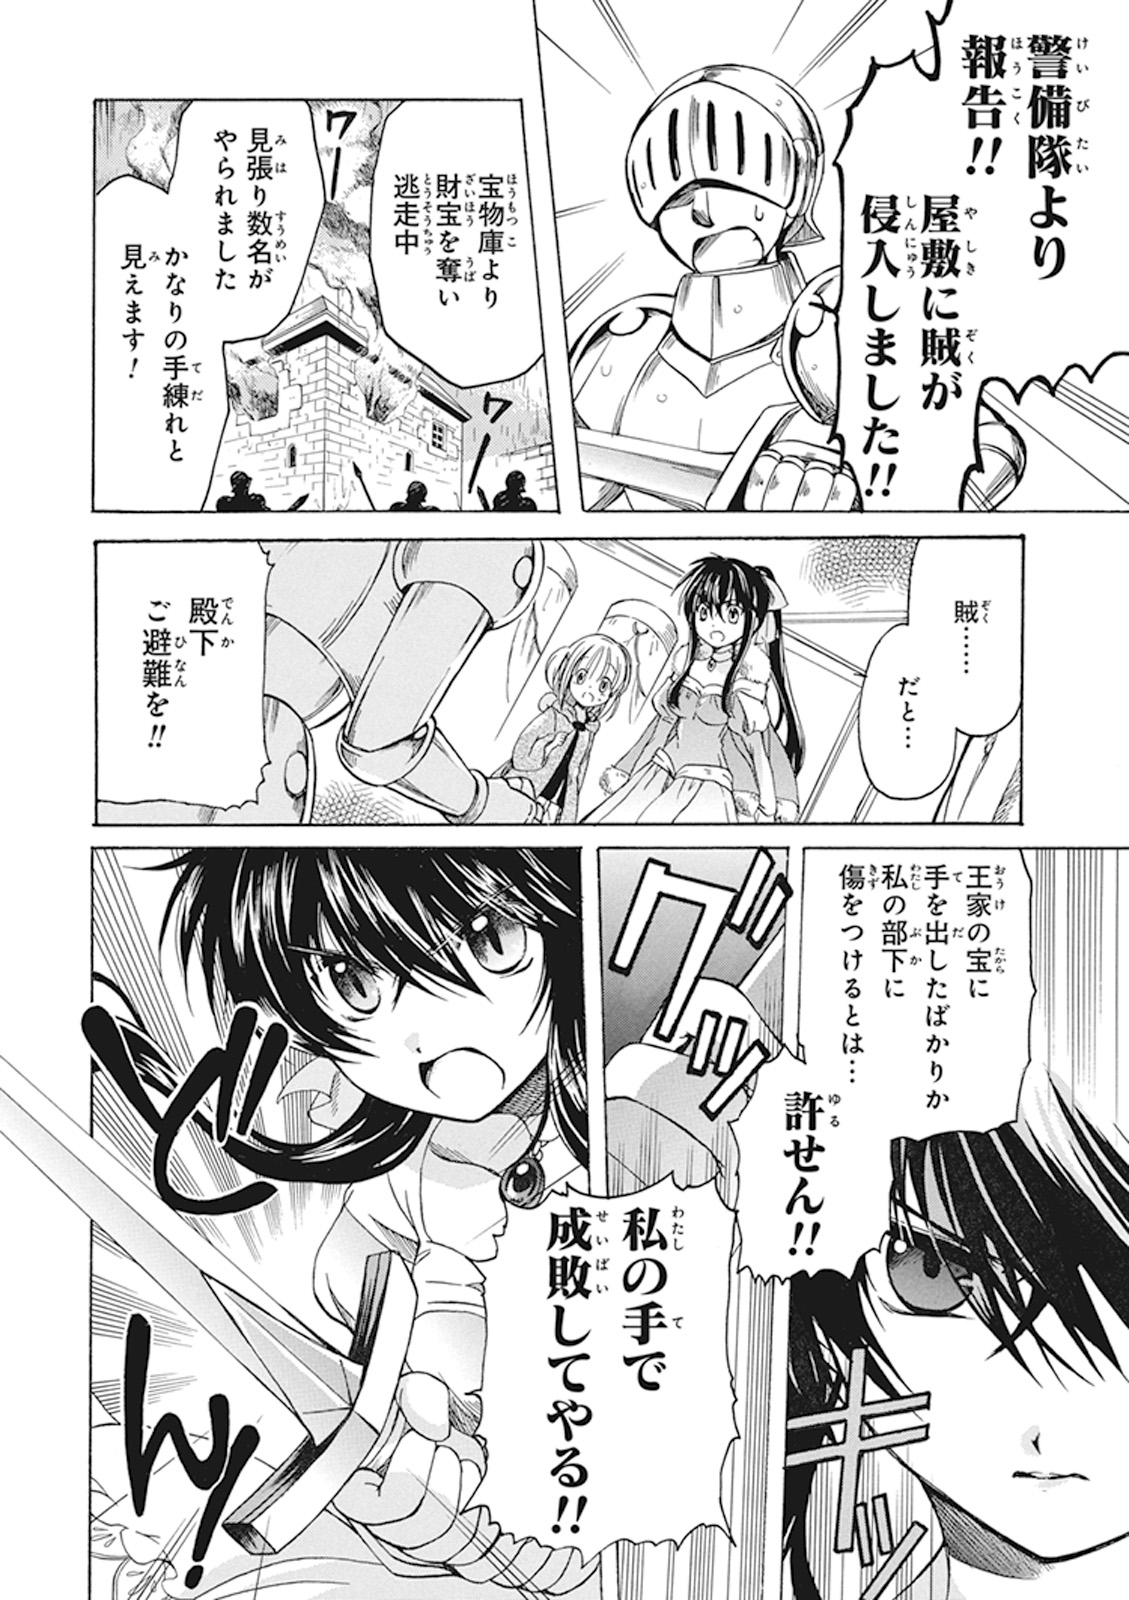 警備隊より
報告!!
屋敷に賊が
侵入しました!!
宝物庫より
財宝を奪い
逃走中
見張り数名が
やられました
かなりの手練れと
見えます!
ワー
ワー
賊……
だと…
殿下
ご避難を!!
王家の宝に
手を出したばかりか
私の部下に
傷をつけるとは…
許せん!!
キッ
グッ
私の手で
成敗してやる!!
どん!